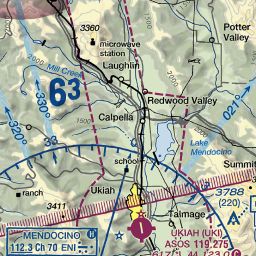 3360
Potter
Valley
microwave
station
Laughlin
Mill Creek
330°
021°
63
Redwood Valley
Calpella
Lake
Mendocino
school
Summit
Ukiah
3788
(220)
ranch
3411
Talmage
MENDOCINO
112.3 Ch 70 ENI
UKIAH (UKI)
ASOS 119.275